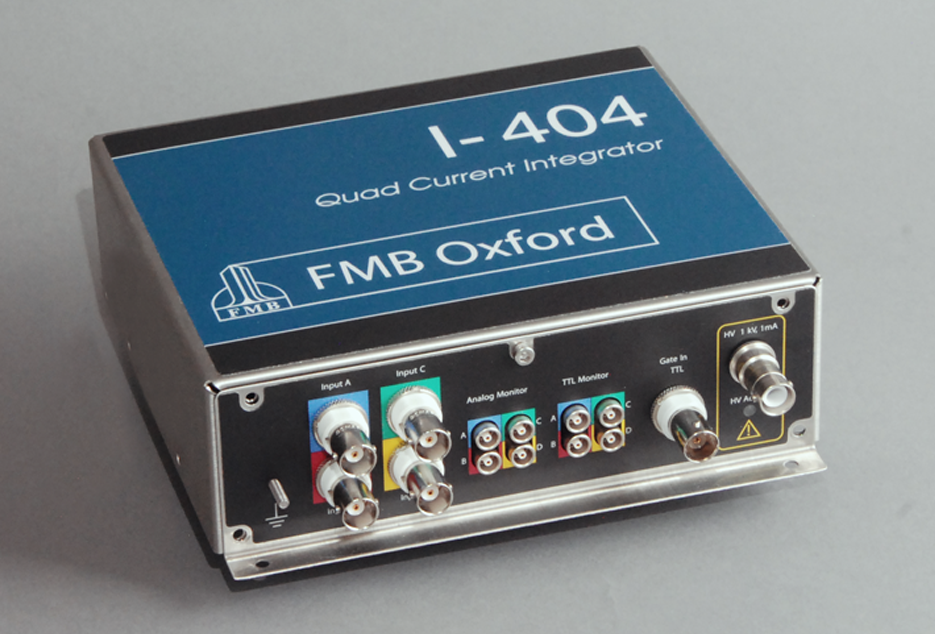 I-404
Quad Current Integrator
FMB Oxford
FMB
Input A
Input C
Analog Monitor
TTL Monitor
Gate In
TTL
HV 1 kV, 1mA
A
C
B
D
A
C
B
D
HV